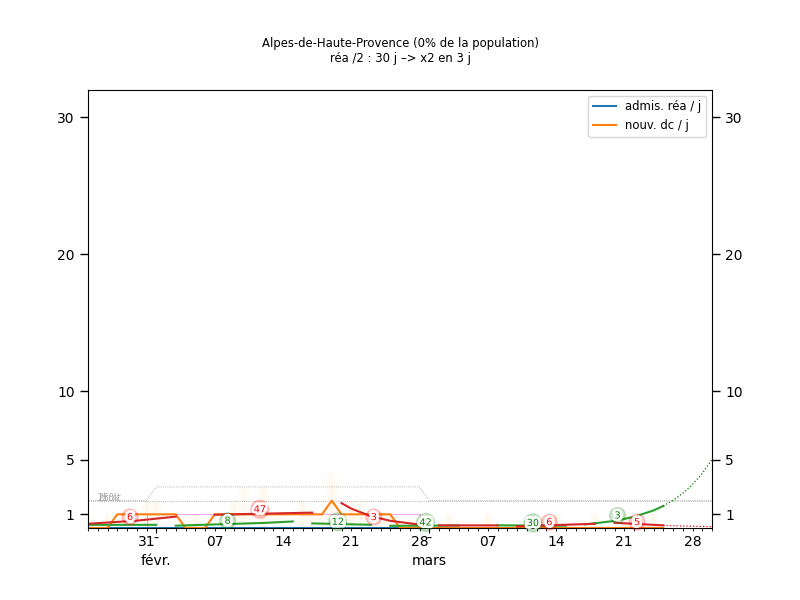 Alpes-de-Haute-Provence (0% de la population)
réa /2 : 30 j –> x2 en 3 j
admis. réa / j
nouv. dc / j
30 30
20 20
10 10
5 5
1 1
6 8 47 12 3 42 30 6 3 5
31- 07 14 21 28- 07 14 21 28
févr. mars